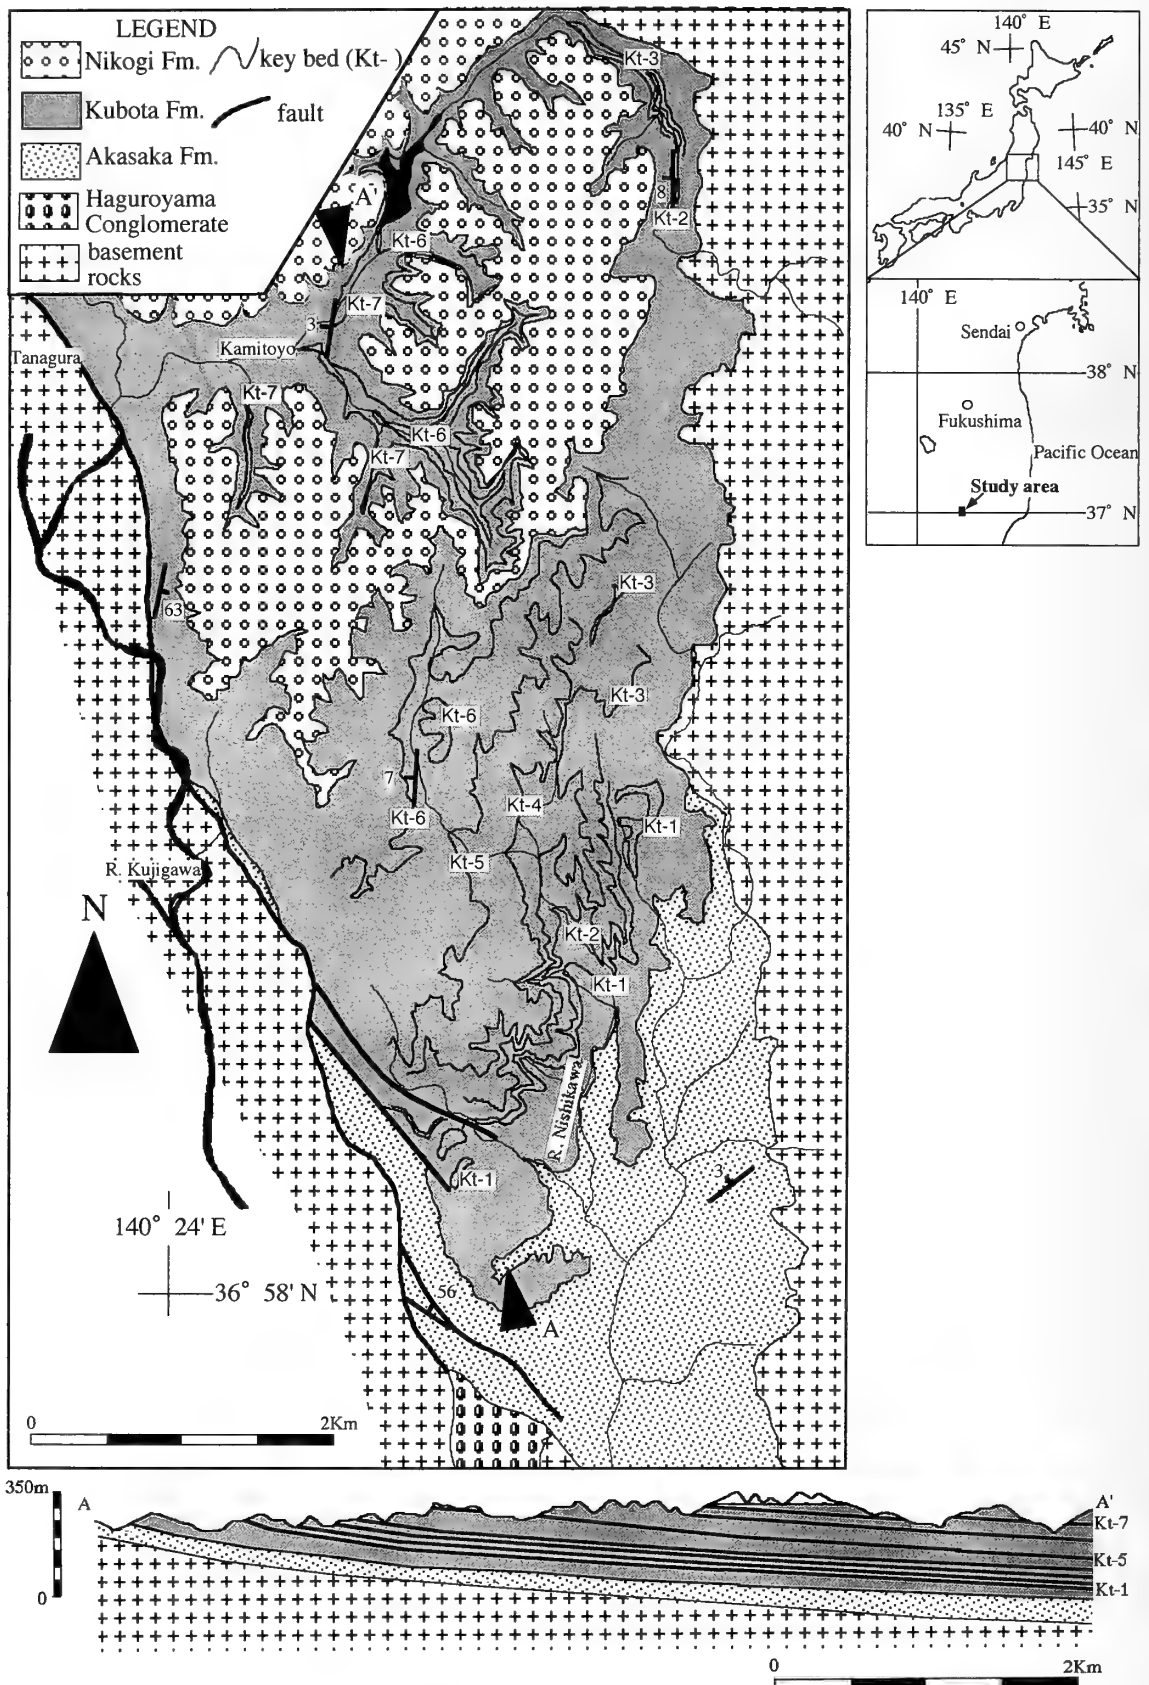 LEGEND
Nikogi Fm.
key bed (Kt- )
Kubota Fm.
fault
Akasaka Fm.
Haguroyama
Conglomerate
basement
rocks
Kt-3
8
Kt-2
A'
Kt-6
Kt-7
3
Kamitoyo
Tanagura
Kt-7
Kt-6
Kt-7
63
Kt-3
Kt-3
Kt-6
7
Kt-4
Kt-6
Kt-1
Kt-5
R. Kujigawa
N
Kt-2
Kt-1
R. Nishikawa
Kt-1
3
140° 24' E
36° 58' N
56
A
0
2Km
140° E
45° N
135° E
40° N
40° N
145° E
35° N
140° E
Sendai
38° N
Fukushima
Pacific Ocean
Study area
37° N
350m
A
A'
Kt-7
Kt-5
Kt-1
0
0
2Km